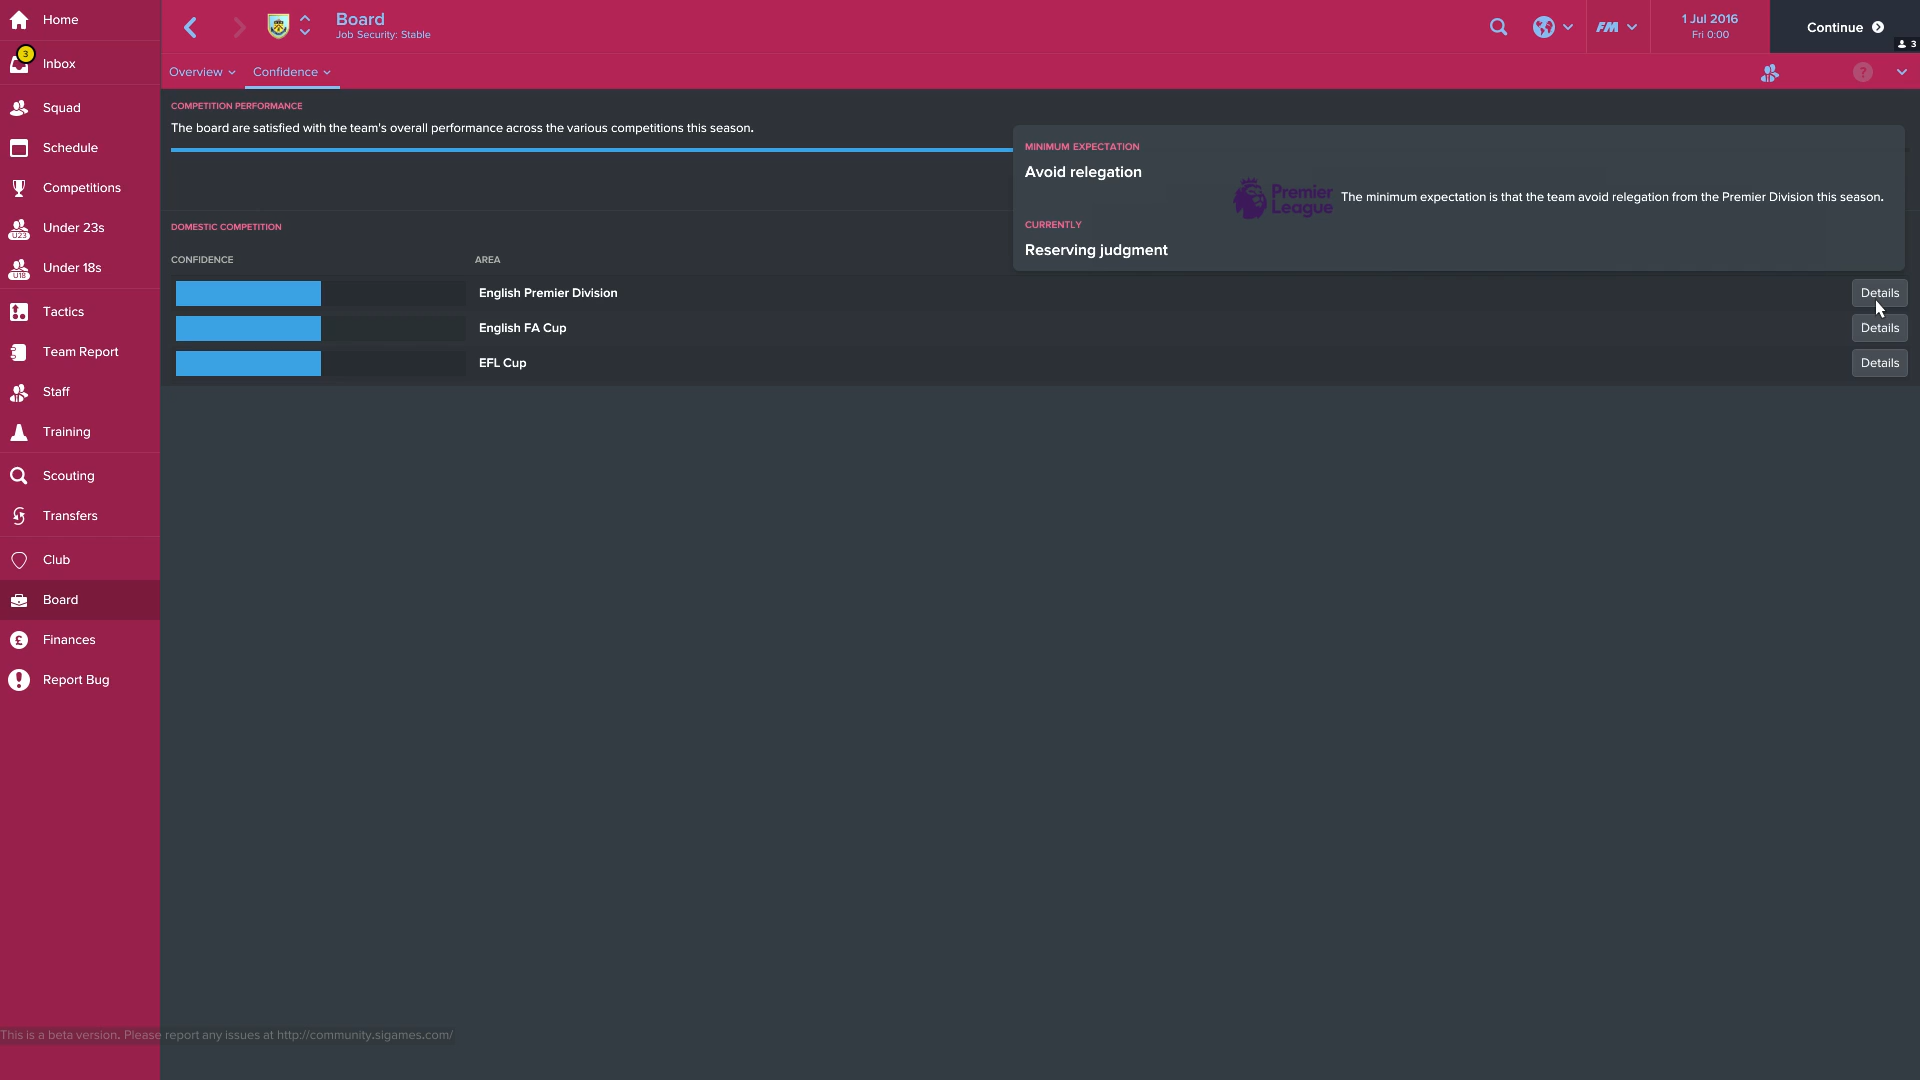 Home
3
Inbox
Squad
Schedule
Competitions
U23
Under 23s
U18
Under 18s
Tactics
Team Report
Staff
Training
Scouting
Transfers
Club
Board
£
Finances
Report Bug
Board
Job Security: Stable
FM
1 Jul 2016
Fri 0:00
Continue
3
Overview
Confidence
?
COMPETITION PERFORMANCE
The board are satisfied with the team's overall performance across the various competitions this season.
MINIMUM EXPECTATION
Avoid relegation
Premier
League
The minimum expectation is that the team avoid relegation from the Premier Division this season.
CURRENTLY
Reserving judgment
DOMESTIC COMPETITION
CONFIDENCE
AREA
English Premier Division
Details
English FA Cup
Details
EFL Cup
Details
This is a beta version. Please report any issues at http://community.sigames.com/